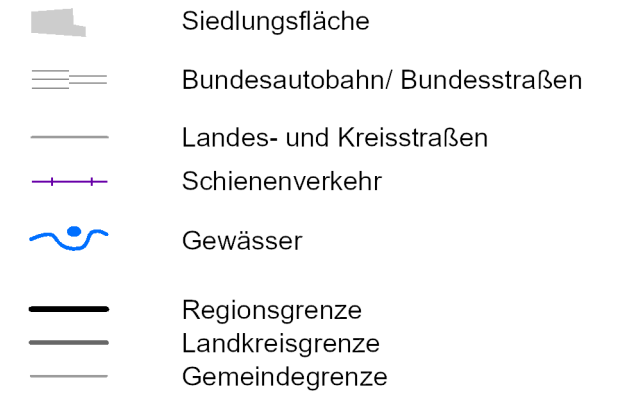 Siedlungsfläche
Bundesautobahn/ Bundesstraßen
Landes- und Kreisstraßen
Schienenverkehr
Gewässer
Regionsgrenze
Landkreisgrenze
Gemeindegrenze